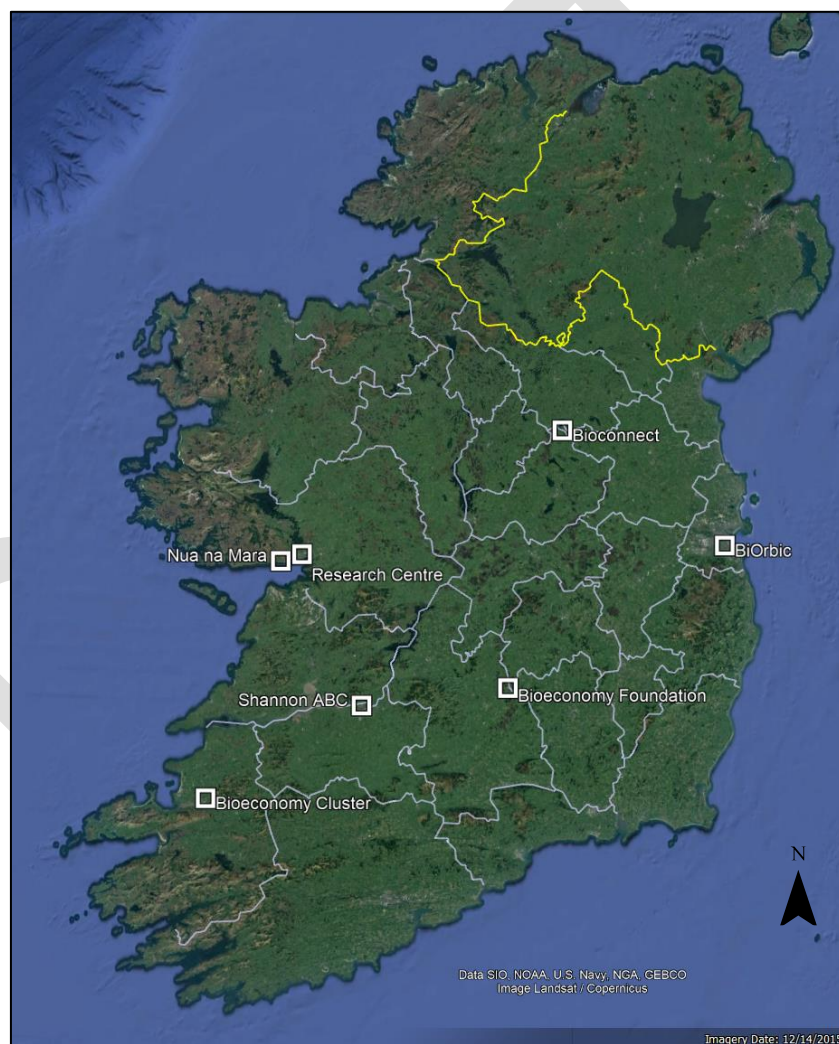 Bioconnect
BiOrbic
Nua na Mara
Research Centre
Shannon ABC
Bioeconomy Foundation
Bioeconomy Cluster
N
Data SIO, NOAA, U.S. Navy, NGA, GEBCO
Image Landsat / Copernicus
Imagery Date: 12/14/2015